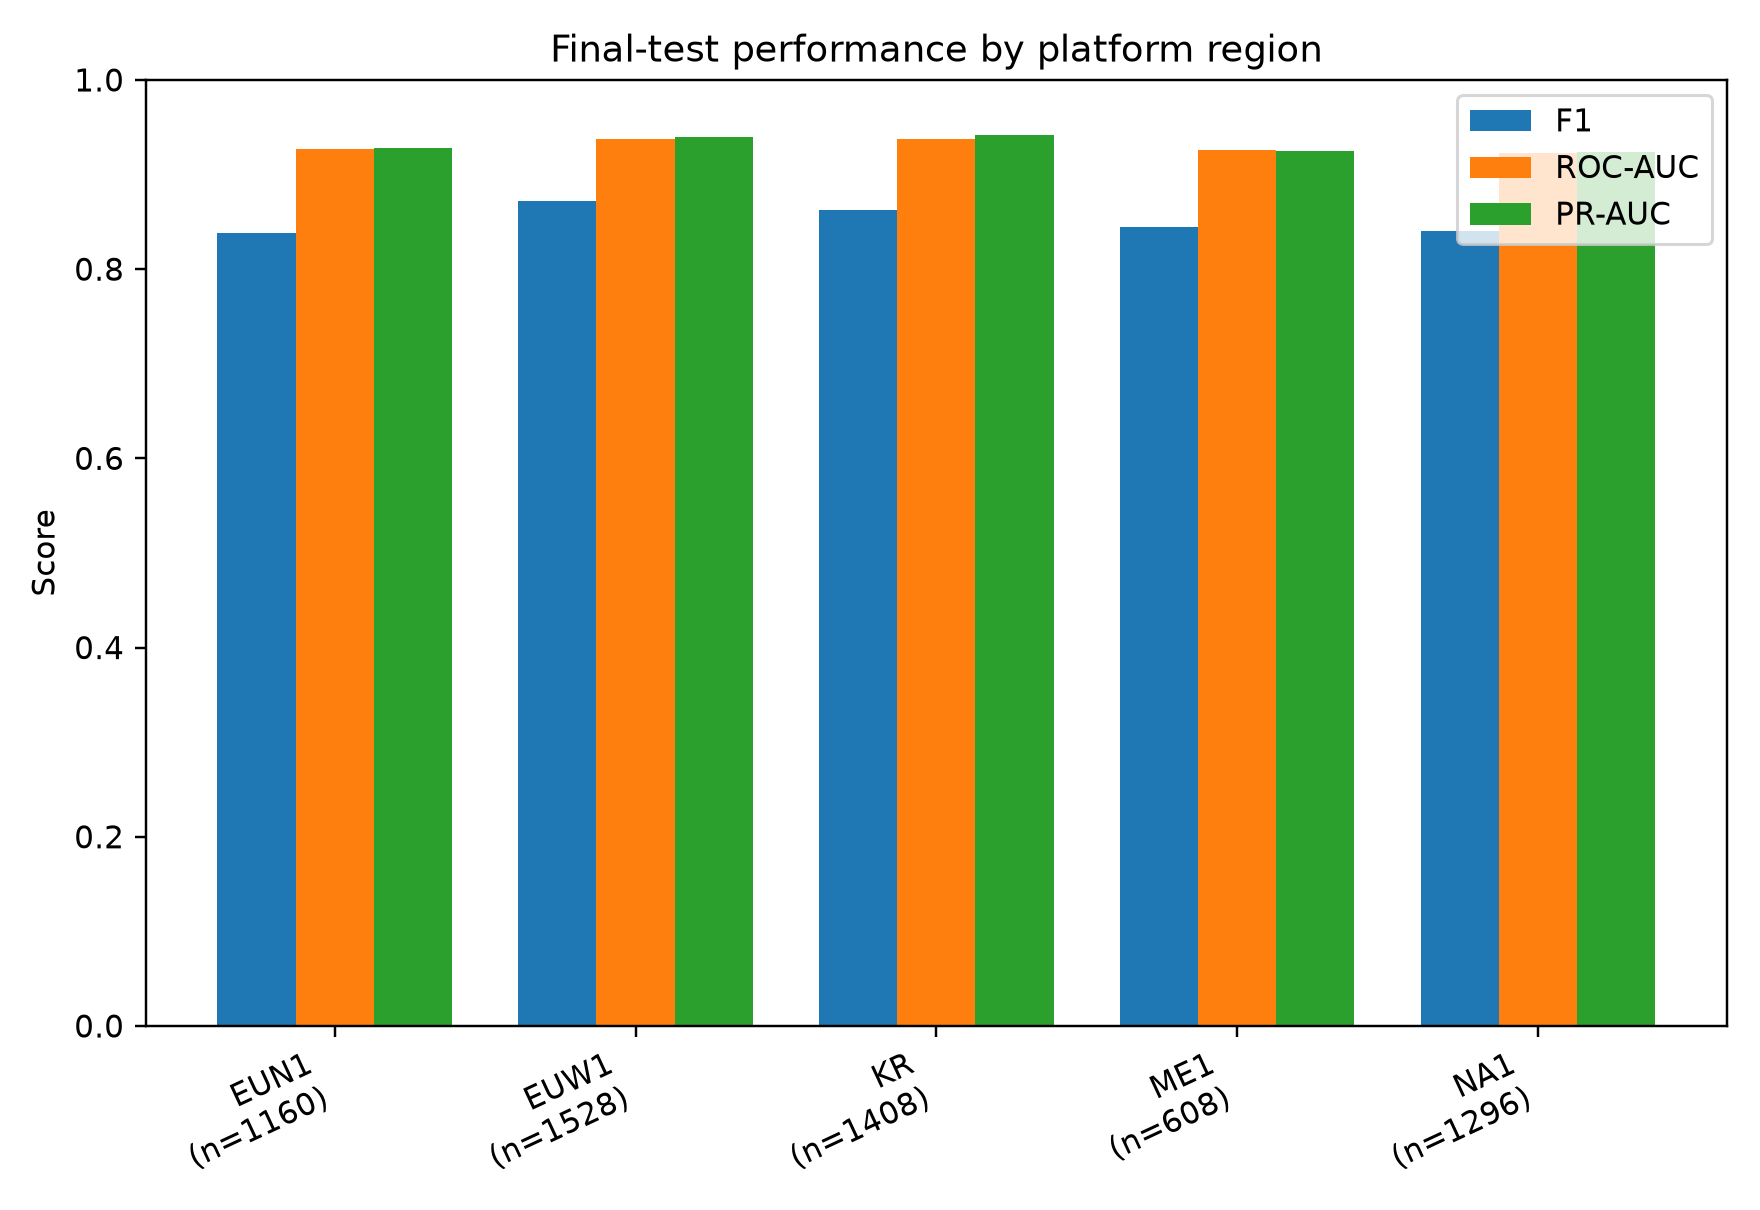 Final-test performance by platform region
1.0
0.8
0.6
0.4
0.2
0.0
Score
F1
ROC-AUC
PR-AUC
EUN1
(n=1160)
EUW1
(n=1528)
KR
(n=1408)
ME1
(n=608)
NA1
(n=1296)